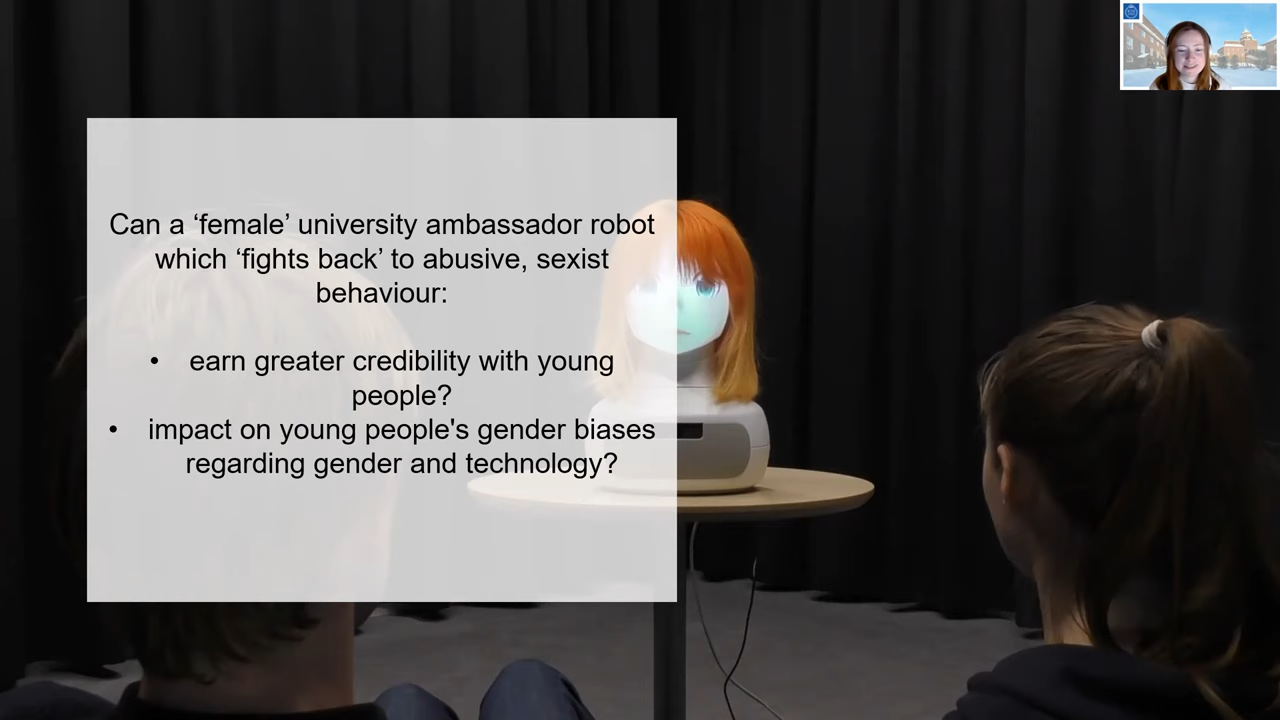 Can a ‘female’ university ambassador robot
which ‘fights back’ to abusive, sexist
behaviour:
• earn greater credibility with young
people?
• impact on young people's gender biases
regarding gender and technology?